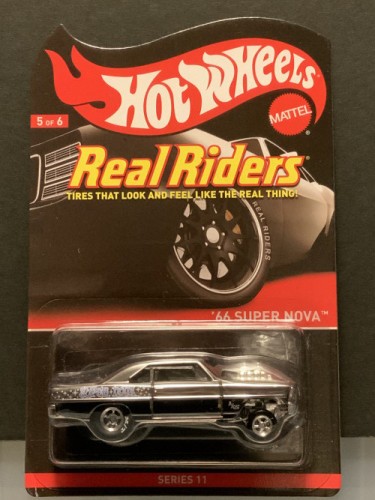 Hot Wheels®
MATTEL
5 OF 6
Real Riders®
TIRES THAT LOOK AND FEEL LIKE THE REAL THING!
REAL RIDERS
'66 SUPER NOVA™
SERIES 11